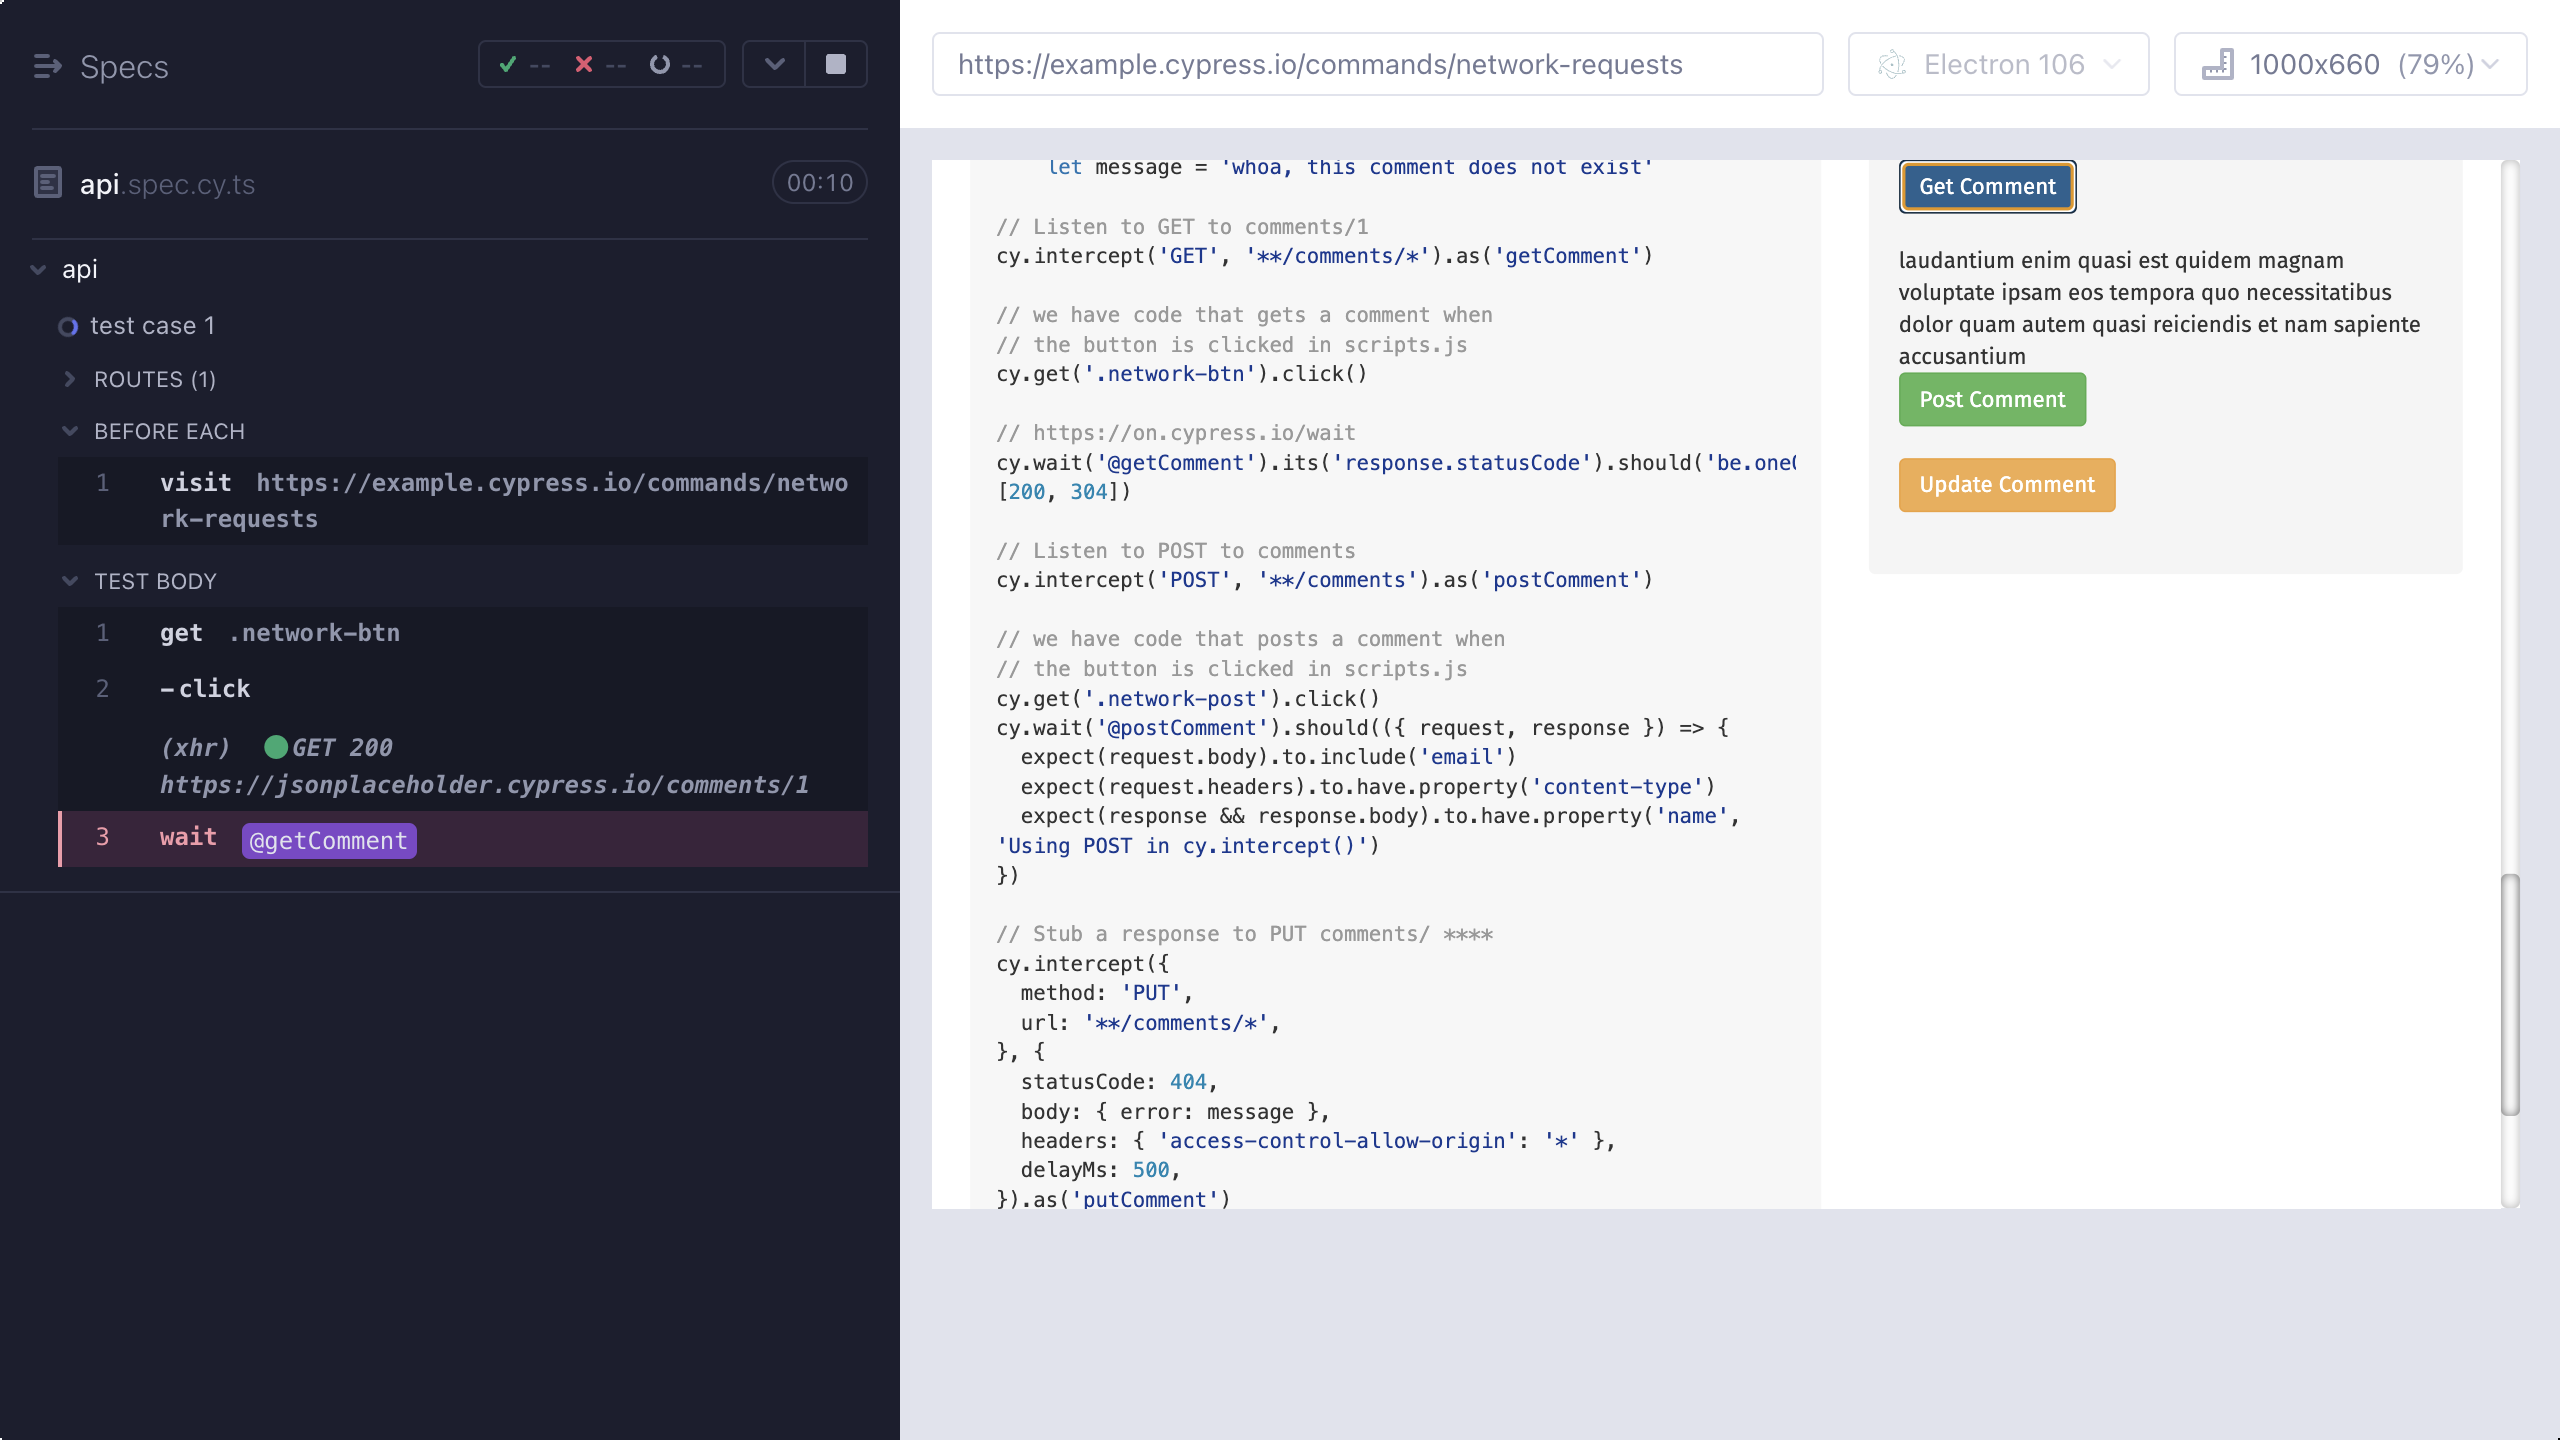 Specs
-- -- --
api.spec.cy.ts
00:10
api
test case 1
ROUTES (1)
BEFORE EACH
1 visit https://example.cypress.io/commands/netwo
rk-requests
TEST BODY
1 get .network-btn
2 -click
(xhr) GET 200
https://jsonplaceholder.cypress.io/comments/1
3 wait @getComment
https://example.cypress.io/commands/network-requests
Electron 106
1000x660 (79%)
let message = 'whoa, this comment does not exist'
// Listen to GET to comments/1
cy.intercept('GET', '**/comments/*').as('getComment')
// we have code that gets a comment when
// the button is clicked in scripts.js
cy.get('.network-btn').click()
// https://on.cypress.io/wait
cy.wait('@getComment').its('response.statusCode').should('be.one
[200, 304])
// Listen to POST to comments
cy.intercept('POST', '**/comments').as('postComment')
// we have code that posts a comment when
// the button is clicked in scripts.js
cy.get('.network-post').click()
cy.wait('@postComment').should(({ request, response }) => {
expect(request.body).to.include('email')
expect(request.headers).to.have.property('content-type')
expect(response && response.body).to.have.property('name',
'Using POST in cy.intercept()')
})
// Stub a response to PUT comments/ ****
cy.intercept({
method: 'PUT',
url: '**/comments/*',
}, {
statusCode: 404,
body: { error: message },
headers: { 'access-control-allow-origin': '*' },
delayMs: 500,
}).as('putComment')
Get Comment
laudantium enim quasi est quidem magnam
voluptate ipsam eos tempora quo necessitatibus
dolor quam autem quasi reiciendis et nam sapiente
accusantium
Post Comment
Update Comment